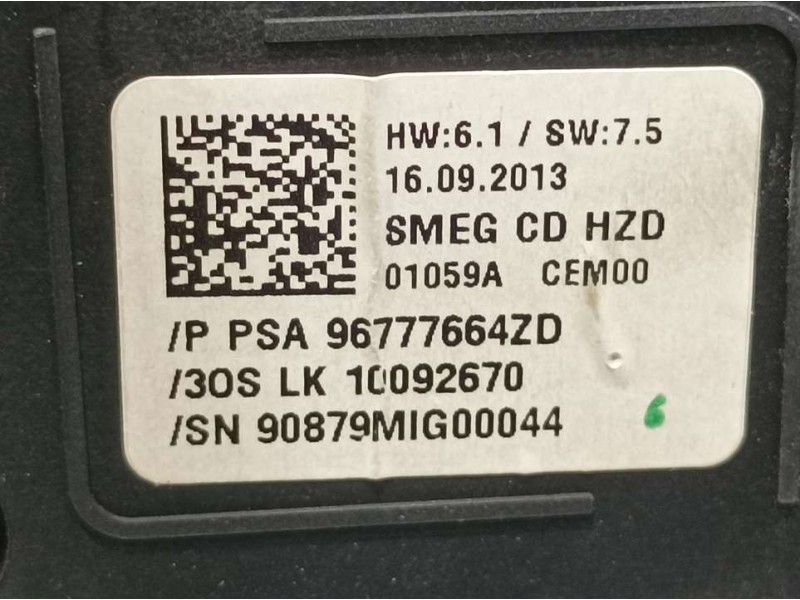 HW:6.1 / SW:7.5
16.09.2013
SMEG CD HZD
01059A CEM00
/P PSA 96777664ZD
/3OS LK 10092670
/SN 90879MIG00044
6